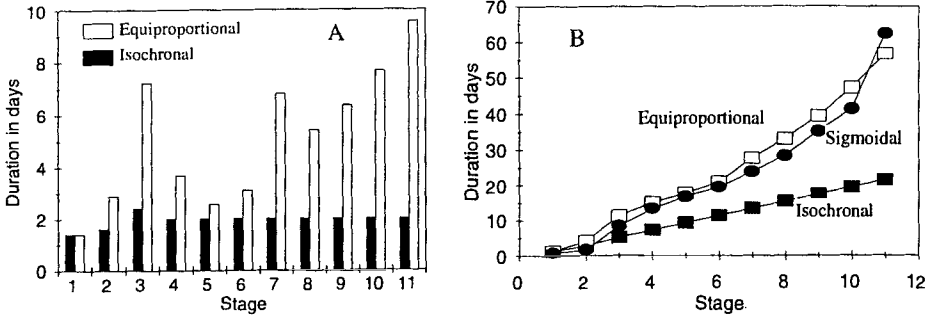 A
Equiproportional
Isochronal
Duration in days
10
8
6
4
2
0
1 2 3 4 5 6 7 8 9 10 11
Stage
B
Duration in days
70
60
50
40
30
20
10
0
Equiproportional
Sigmoidal
Isochronal
0 2 4 6 8 10 12
Stage